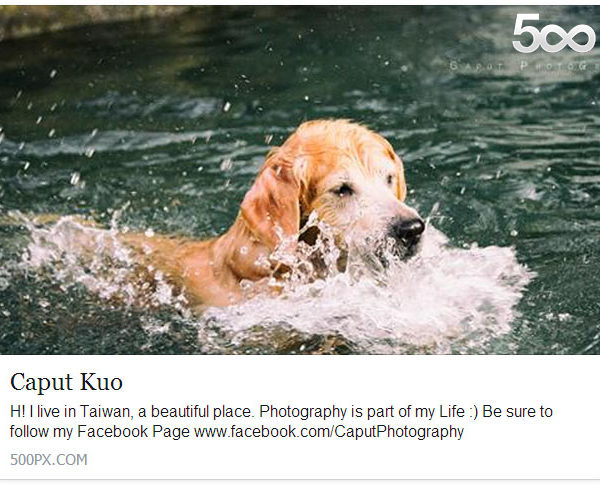 500
CAPUT PHOTOGR
Caput Kuo
H! I live in Taiwan, a beautiful place. Photography is part of my Life :) Be sure to
follow my Facebook Page www.facebook.com/CaputPhotography
500PX.COM